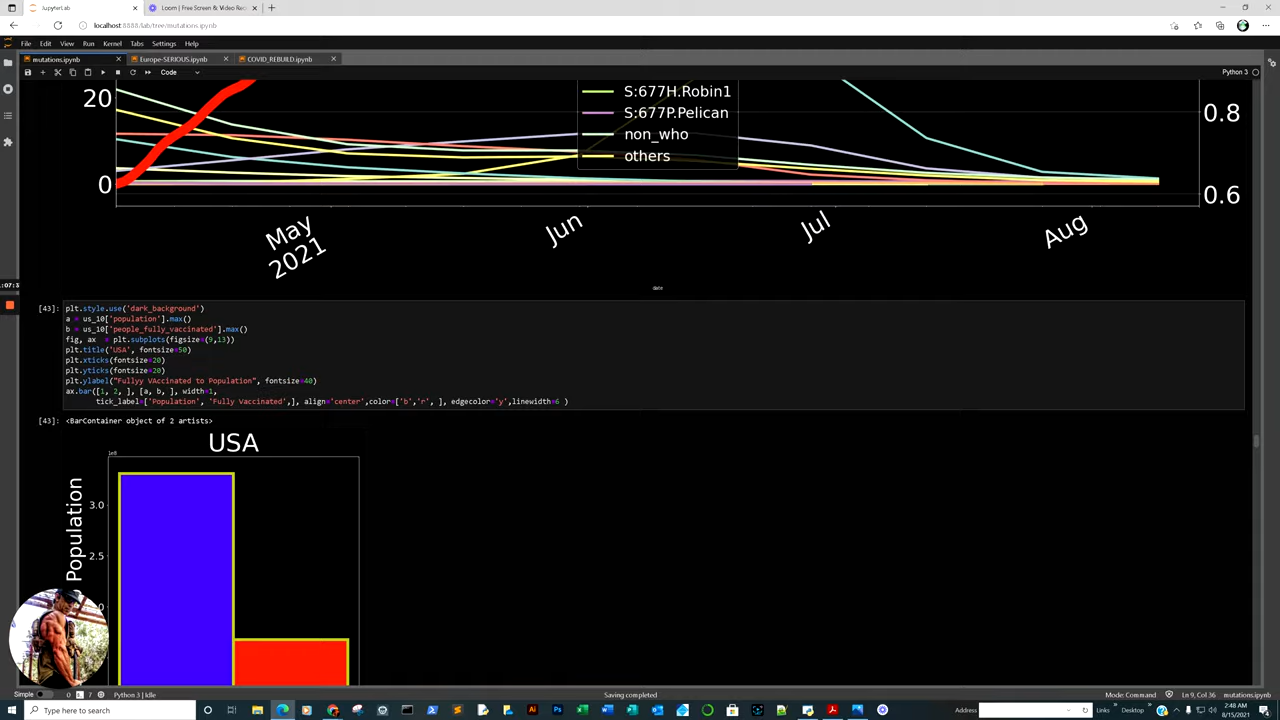 JupyterLab
Loom | Free Screen & Video Rec
localhost:8888/lab/tree/mutations.ipynb
File Edit View Run Kernel Tabs Settings Help
mutations.ipynb
Europe-SERIOUS.ipynb
COVID_REBUILD.ipynb
Code
Python 3
20
0
S:677H.Robin1
S:677P.Pelican
non_who
others
0.8
0.6
May
2021
Jun
Jul
Aug
date
1:07:3
[43]:
plt.style.use('dark_background')
a = us_10['population'].max()
b = us_10['people_fully_vaccinated'].max()
fig, ax = plt.subplots(figsize=(9,13))
plt.title('USA', fontsize=50)
plt.xticks(fontsize=20)
plt.yticks(fontsize=20)
plt.ylabel("Fullyy VAccinated to Population", fontsize=40)
ax.bar([1, 2, ], [a, b, ], width=1,
tick_label=['Population', 'Fully Vaccinated',], align='center',color=['b','r', ], edgecolor='y',linewidth=6 )
[43]: <BarContainer object of 2 artists>
USA
1e8
3.0
2.5
Population
Simple
0
7
Python 3 | Idle
Saving completed
Mode: Command
Ln 9, Col 36
mutations.ipynb
Type here to search
Address
Links
Desktop
2:48 AM
8/15/2021